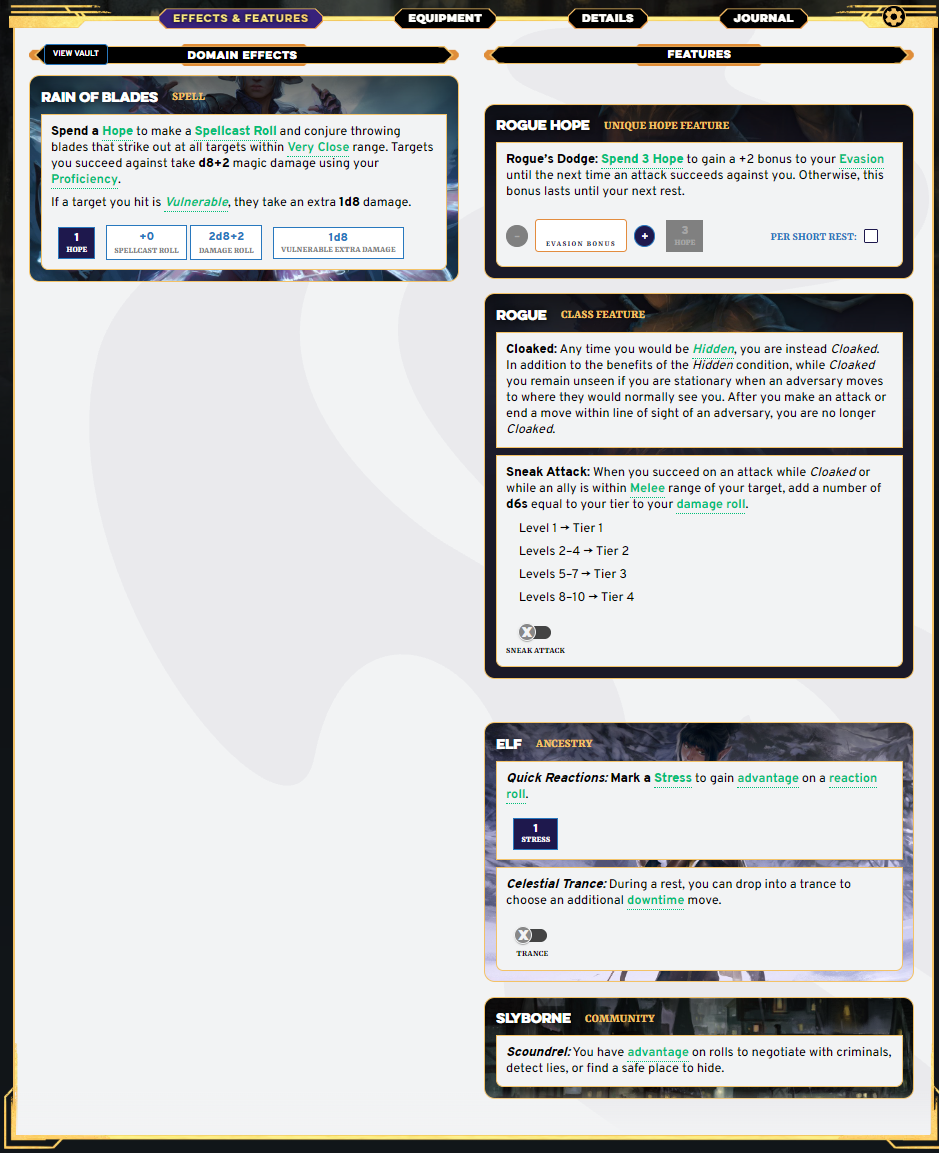 EFFECTS & FEATURES
EQUIPMENT
DETAILS
JOURNAL
VIEW VAULT
DOMAIN EFFECTS
RAIN OF BLADES SPELL
Spend a Hope to make a Spellcast Roll and conjure throwing
blades that strike out at all targets within Very Close range. Targets
you succeed against take d8+2 magic damage using your
Proficiency.
If a target you hit is Vulnerable, they take an extra 1d8 damage.
1
HOPE
+0
SPELLCAST ROLL
2d8+2
DAMAGE ROLL
1d8
VULNERABLE EXTRA DAMAGE
FEATURES
ROGUE HOPE UNIQUE HOPE FEATURE
Rogue's Dodge: Spend 3 Hope to gain a +2 bonus to your Evasion
until the next time an attack succeeds against you. Otherwise, this
bonus lasts until your next rest.
−
EVASION BONUS
+
3
HOPE
PER SHORT REST:
ROGUE CLASS FEATURE
Cloaked: Any time you would be Hidden, you are instead Cloaked.
In addition to the benefits of the Hidden condition, while Cloaked
you remain unseen if you are stationary when an adversary moves
to where they would normally see you. After you make an attack or
end a move within line of sight of an adversary, you are no longer
Cloaked.
Sneak Attack: When you succeed on an attack while Cloaked or
while an ally is within Melee range of your target, add a number of
d6s equal to your tier to your damage roll.
Level 1 → Tier 1
Levels 2–4 → Tier 2
Levels 5–7 → Tier 3
Levels 8–10 → Tier 4
X
SNEAK ATTACK
ELF ANCESTRY
Quick Reactions: Mark a Stress to gain advantage on a reaction
roll.
1
STRESS
Celestial Trance: During a rest, you can drop into a trance to
choose an additional downtime move.
X
TRANCE
SLYBORNE COMMUNITY
Scoundrel: You have advantage on rolls to negotiate with criminals,
detect lies, or find a safe place to hide.